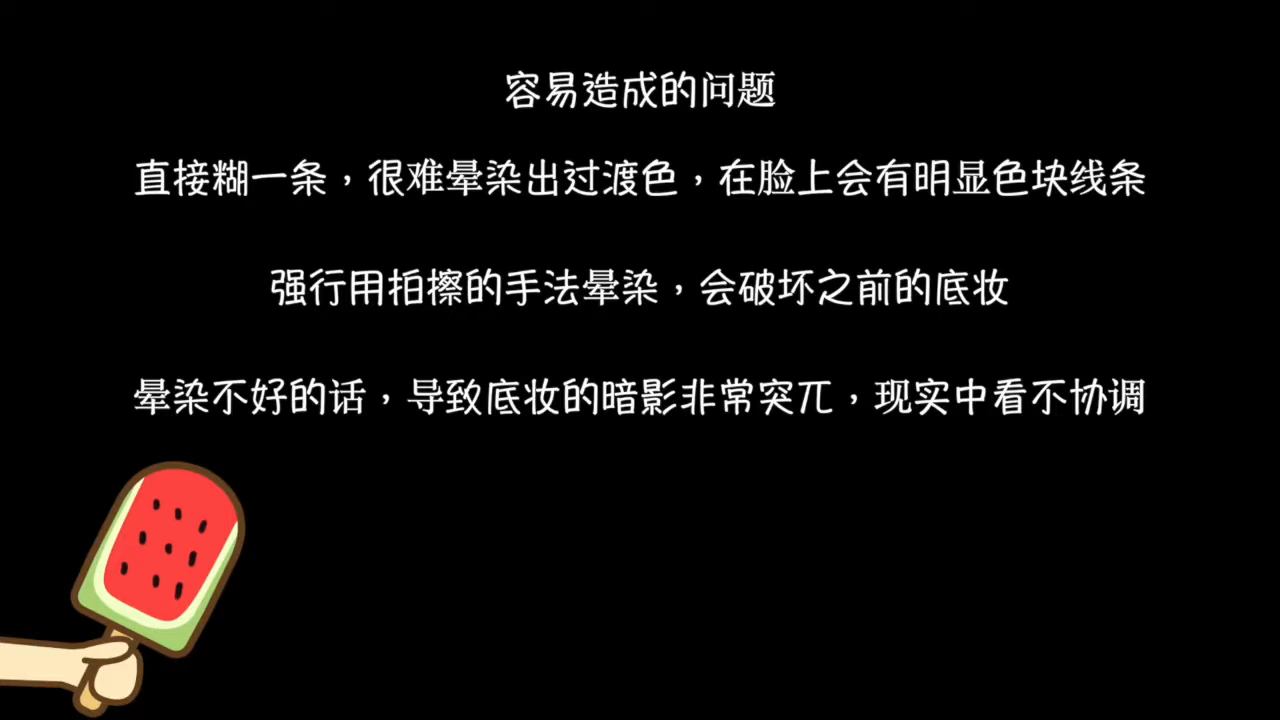 容易造成的问题
直接糊一条，很难晕染出过渡色，在脸上会有明显色块线条
强行用拍擦的手法晕染，会破坏之前的底妆
晕染不好的话，导致底妆的暗影非常突兀，现实中看不协调